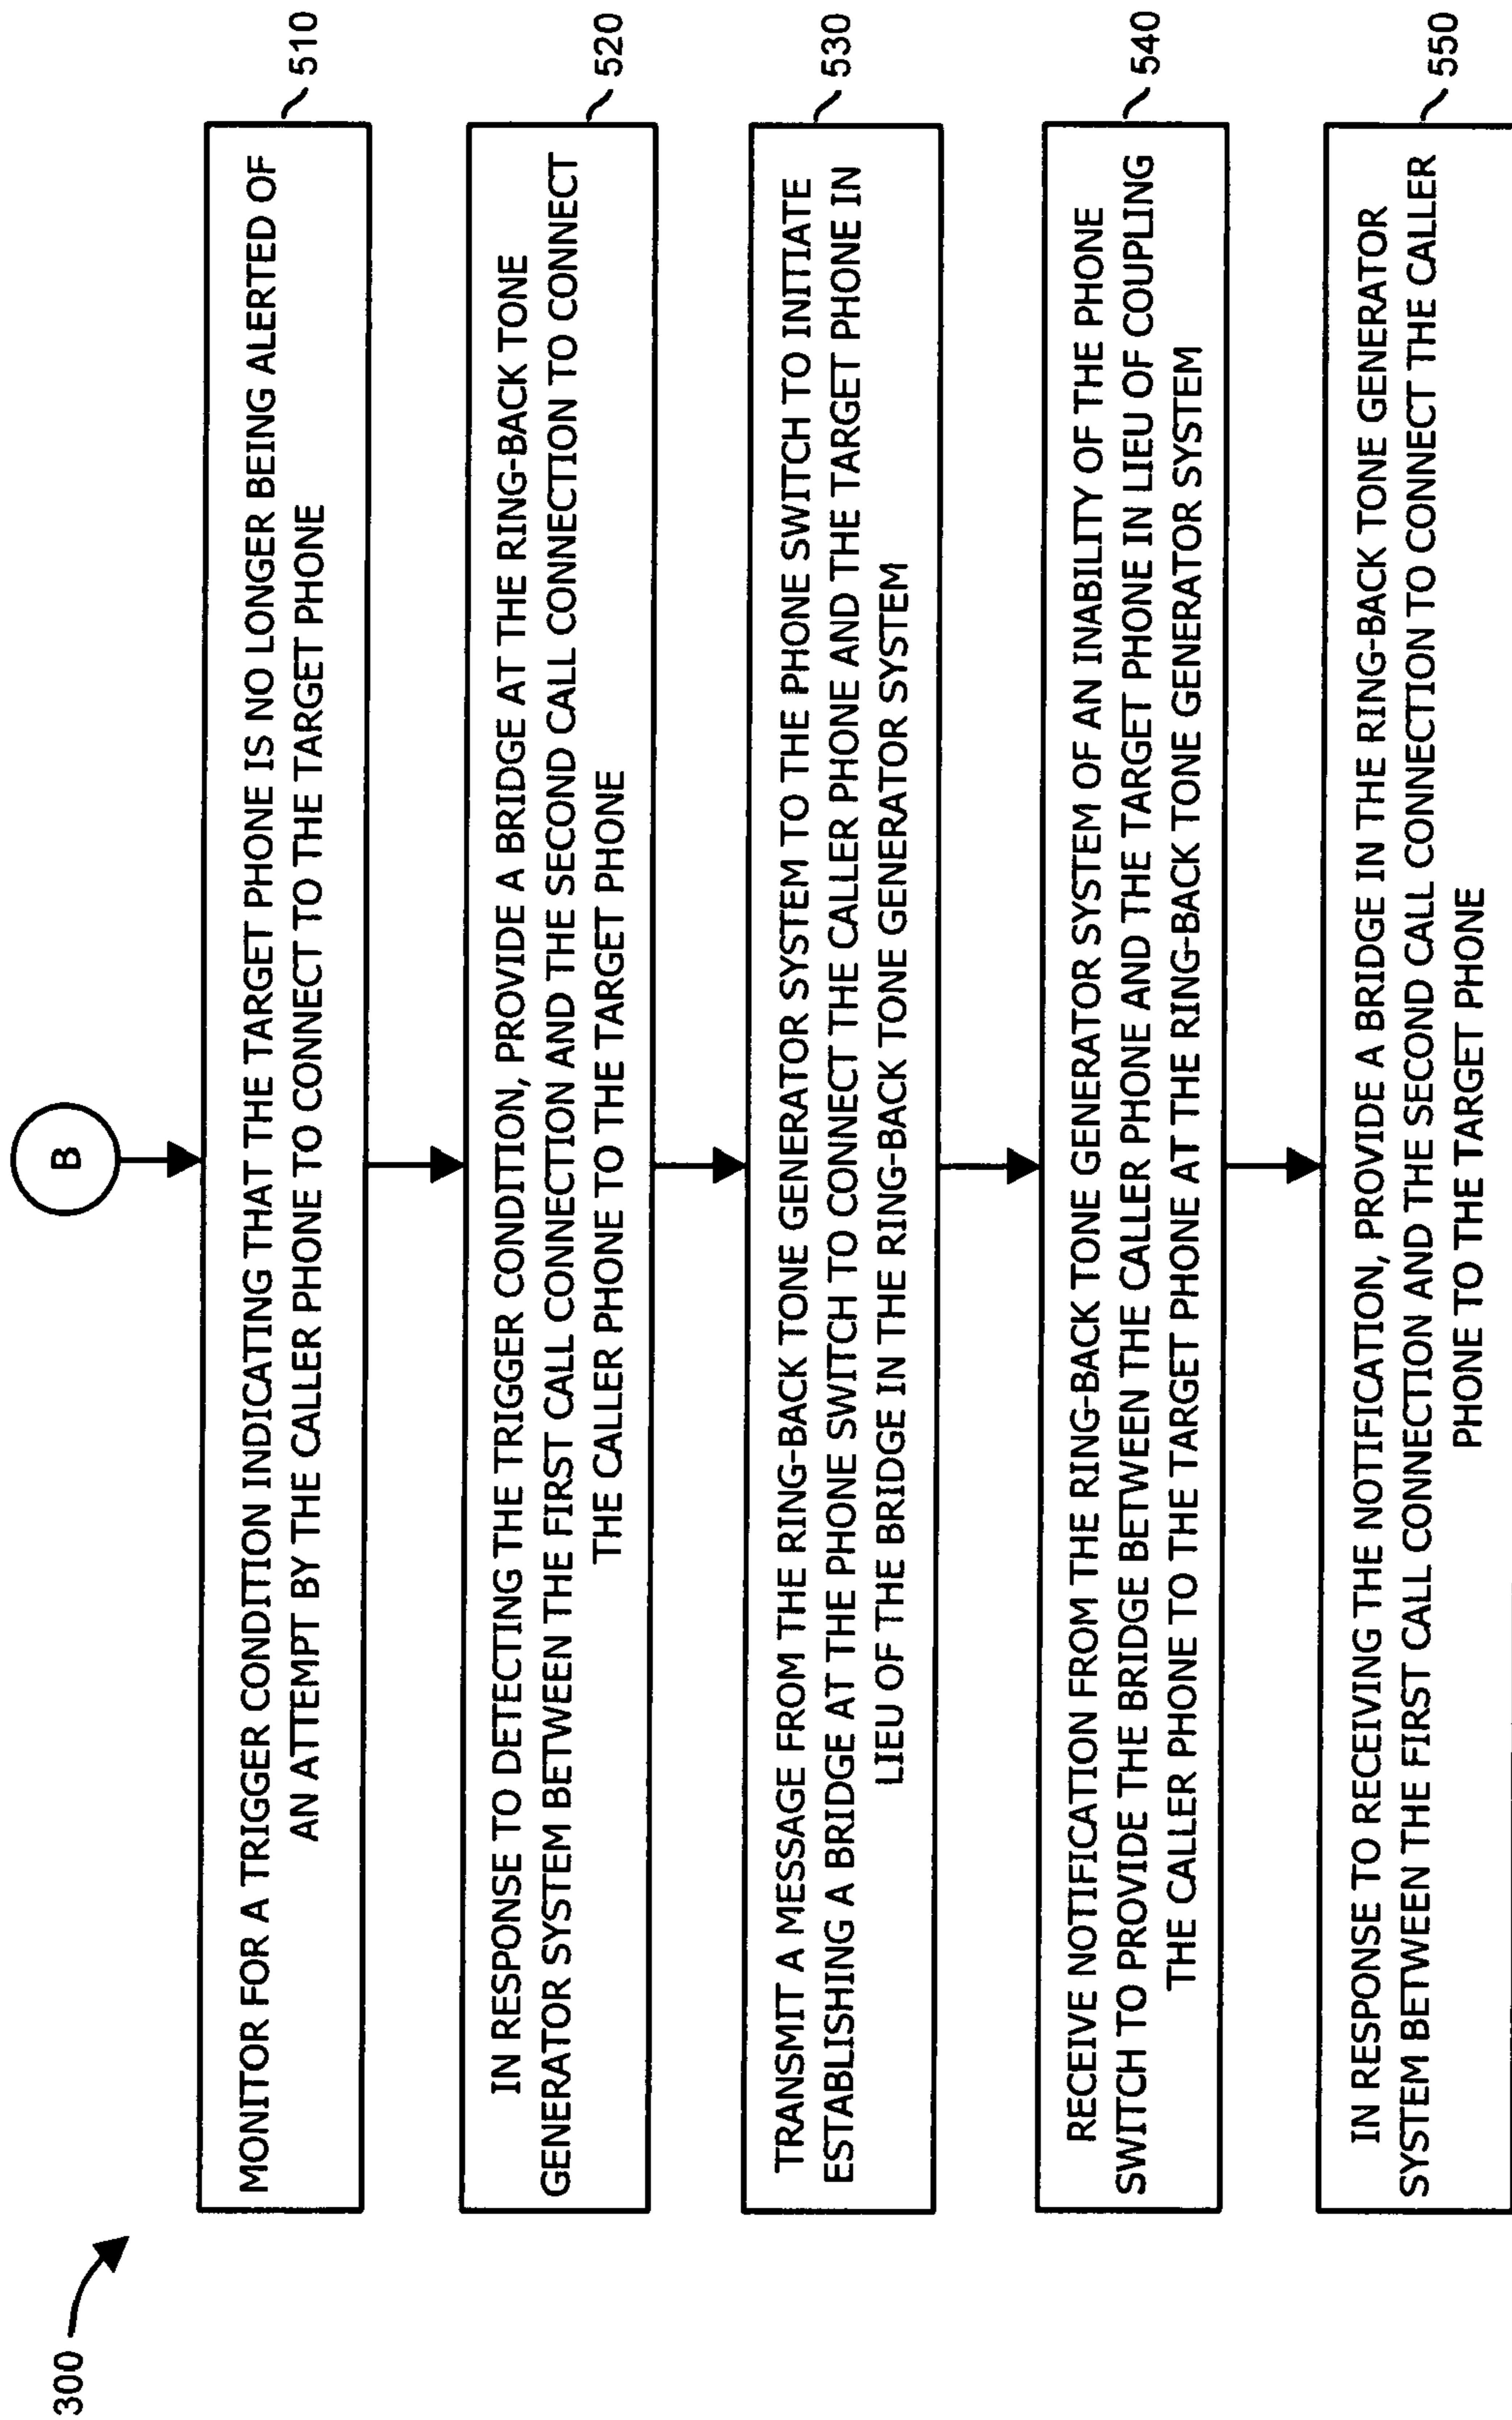 300
B
MONITOR FOR A TRIGGER CONDITION INDICATING THAT THE TARGET PHONE IS NO LONGER BEING ALERTED OF
AN ATTEMPT BY THE CALLER PHONE TO CONNECT TO THE TARGET PHONE
510
IN RESPONSE TO DETECTING THE TRIGGER CONDITION, PROVIDE A BRIDGE AT THE RING-BACK TONE
GENERATOR SYSTEM BETWEEN THE FIRST CALL CONNECTION AND THE SECOND CALL CONNECTION TO CONNECT
THE CALLER PHONE TO THE TARGET PHONE
520
TRANSMIT A MESSAGE FROM THE RING-BACK TONE GENERATOR SYSTEM TO THE PHONE SWITCH TO INITIATE
ESTABLISHING A BRIDGE AT THE PHONE SWITCH TO CONNECT THE CALLER PHONE AND THE TARGET PHONE IN
LIEU OF THE BRIDGE IN THE RING-BACK TONE GENERATOR SYSTEM
530
RECEIVE NOTIFICATION FROM THE RING-BACK TONE GENERATOR SYSTEM OF AN INABILITY OF THE PHONE
SWITCH TO PROVIDE THE BRIDGE BETWEEN THE CALLER PHONE AND THE TARGET PHONE IN LIEU OF COUPLING
THE CALLER PHONE TO THE TARGET PHONE AT THE RING-BACK TONE GENERATOR SYSTEM
540
IN RESPONSE TO RECEIVING THE NOTIFICATION, PROVIDE A BRIDGE IN THE RING-BACK TONE GENERATOR
SYSTEM BETWEEN THE FIRST CALL CONNECTION AND THE SECOND CALL CONNECTION TO CONNECT THE CALLER
PHONE TO THE TARGET PHONE
550